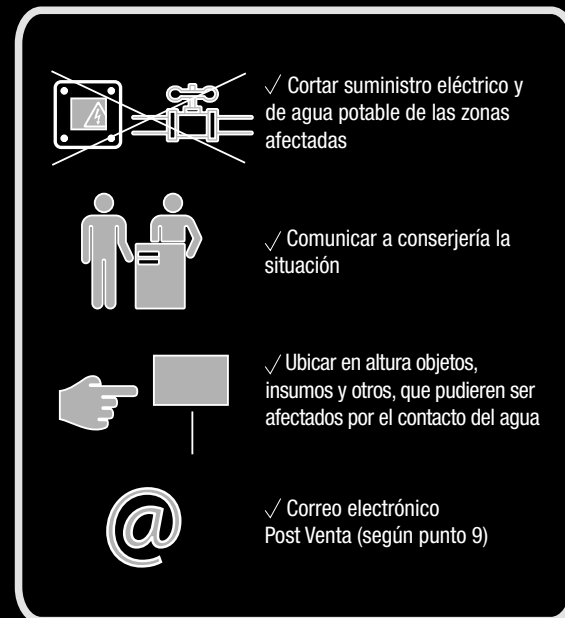 √ Cortar suministro eléctrico y
de agua potable de las zonas
afectadas
√ Comunicar a conserjería la
situación
√ Ubicar en altura objetos,
insumos y otros, que pudieren ser
afectados por el contacto del agua
@
√ Correo electrónico
Post Venta (según punto 9)